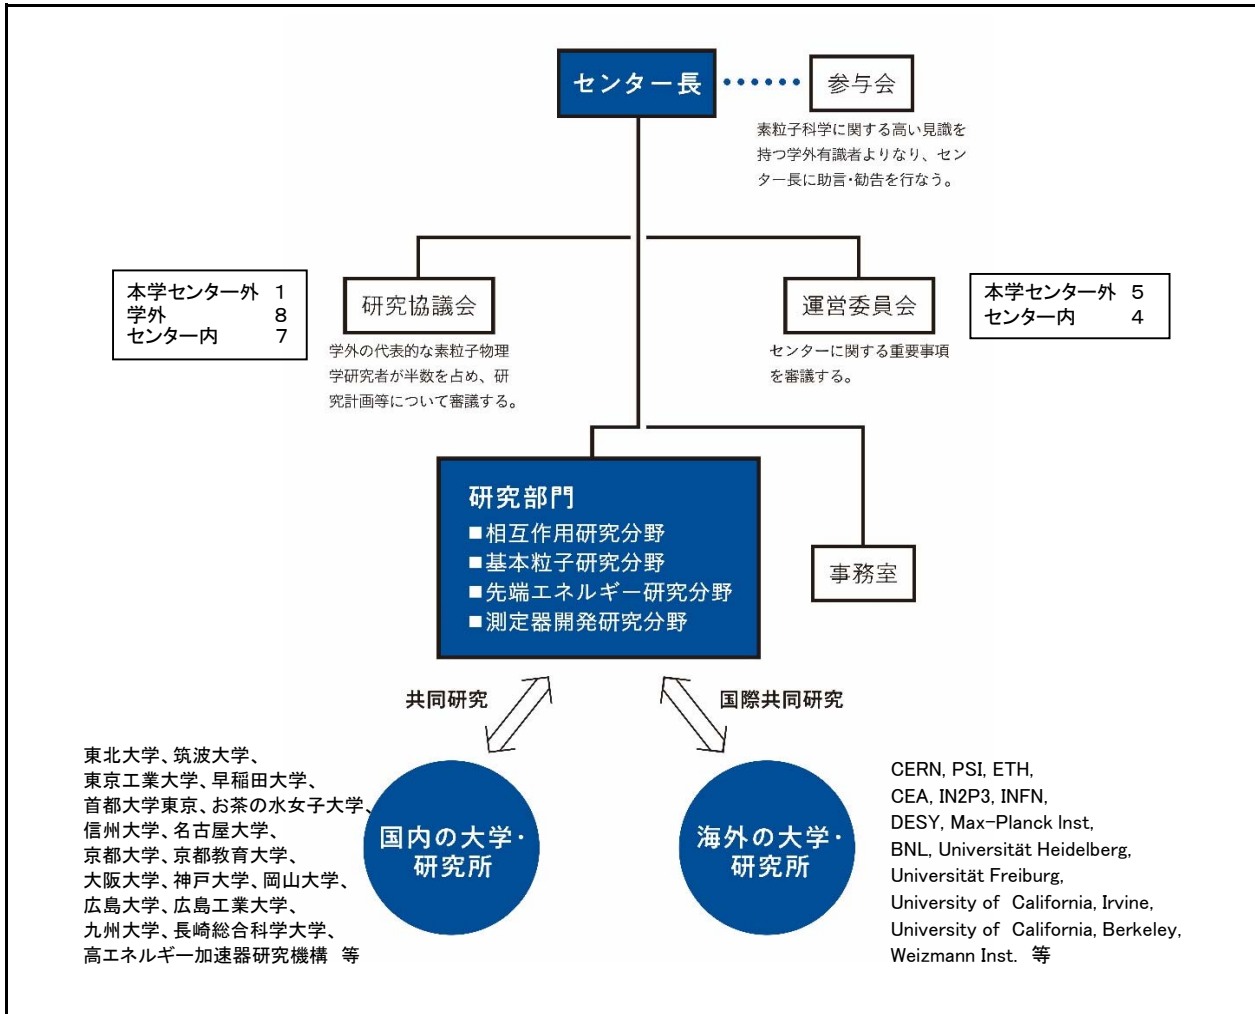 センター長
参与会
素粒子科学に関する高い見識を
持つ学外有識者よりなり、セン
ター長に助言・勧告を行なう。
本学センター外 1
学外 8
センター内 7
研究協議会
学外の代表的な素粒子物理
学研究者が半数を占め、研
究計画等について審議する。
運営委員会
センターに関する重要事項
を審議する。
本学センター外 5
センター内 4
研究部門
■相互作用研究分野
■基本粒子研究分野
■先端エネルギー研究分野
■測定器開発研究分野
事務室
共同研究
国際共同研究
東北大学、筑波大学、
東京工業大学、早稲田大学、
首都大学東京、お茶の水女子大学、
信州大学、名古屋大学、
京都大学、京都教育大学、
大阪大学、神戸大学、岡山大学、
広島大学、広島工業大学、
九州大学、長崎総合科学大学、
高エネルギー加速器研究機構 等
国内の大学・
研究所
海外の大学・
研究所
CERN, PSI, ETH,
CEA, IN2P3, INFN,
DESY, Max-Planck Inst,
BNL, Universität Heidelberg,
Universität Freiburg,
University of California, Irvine,
University of California, Berkeley,
Weizmann Inst. 等